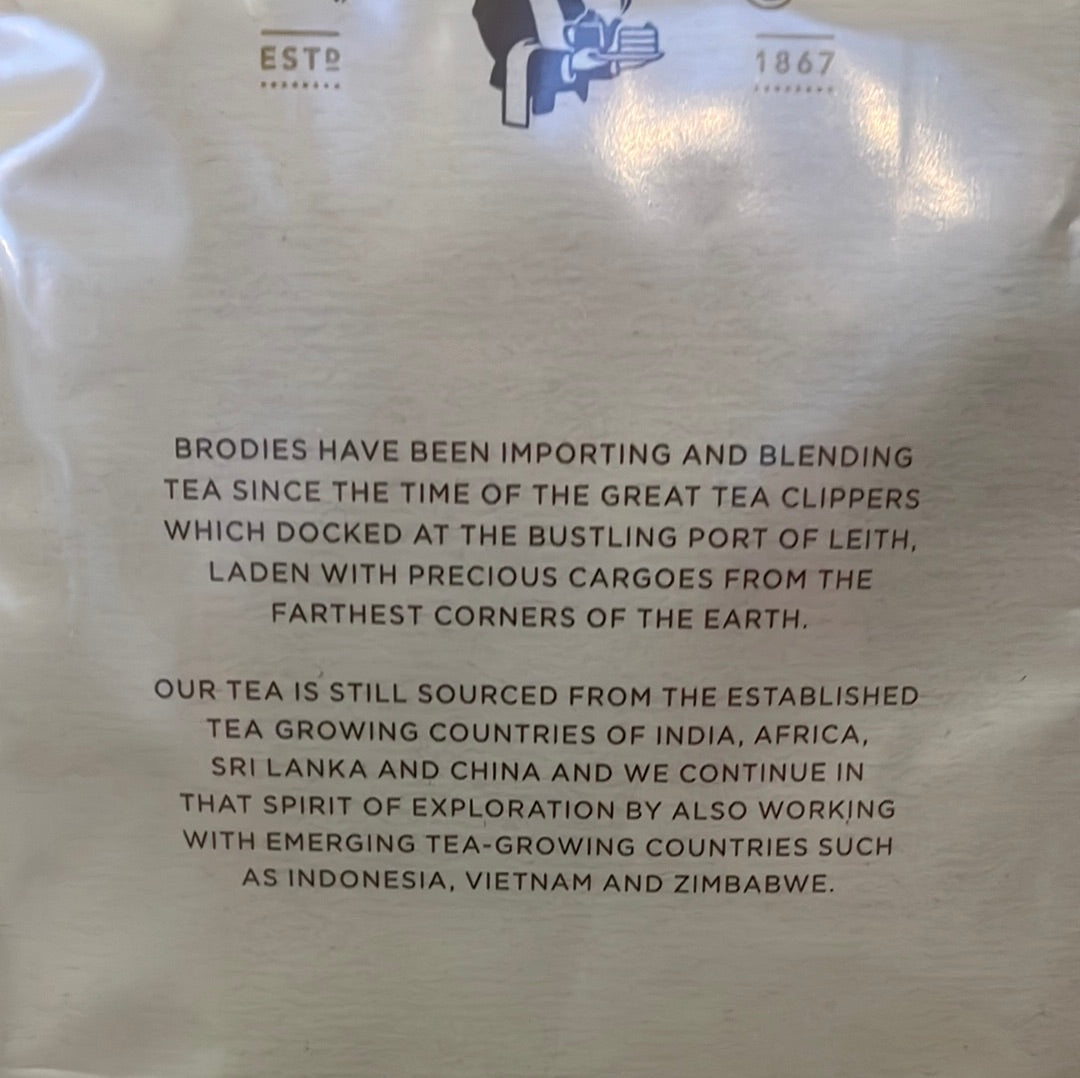 ESTD
1867
BRODIES HAVE BEEN IMPORTING AND BLENDING
TEA SINCE THE TIME OF THE GREAT TEA CLIPPERS
WHICH DOCKED AT THE BUSTLING PORT OF LEITH,
LADEN WITH PRECIOUS CARGOES FROM THE
FARTHEST CORNERS OF THE EARTH.
OUR TEA IS STILL SOURCED FROM THE ESTABLISHED
TEA GROWING COUNTRIES OF INDIA, AFRICA,
SRI LANKA AND CHINA AND WE CONTINUE IN
THAT SPIRIT OF EXPLORATION BY ALSO WORKING
WITH EMERGING TEA-GROWING COUNTRIES SUCH
AS INDONESIA, VIETNAM AND ZIMBABWE.